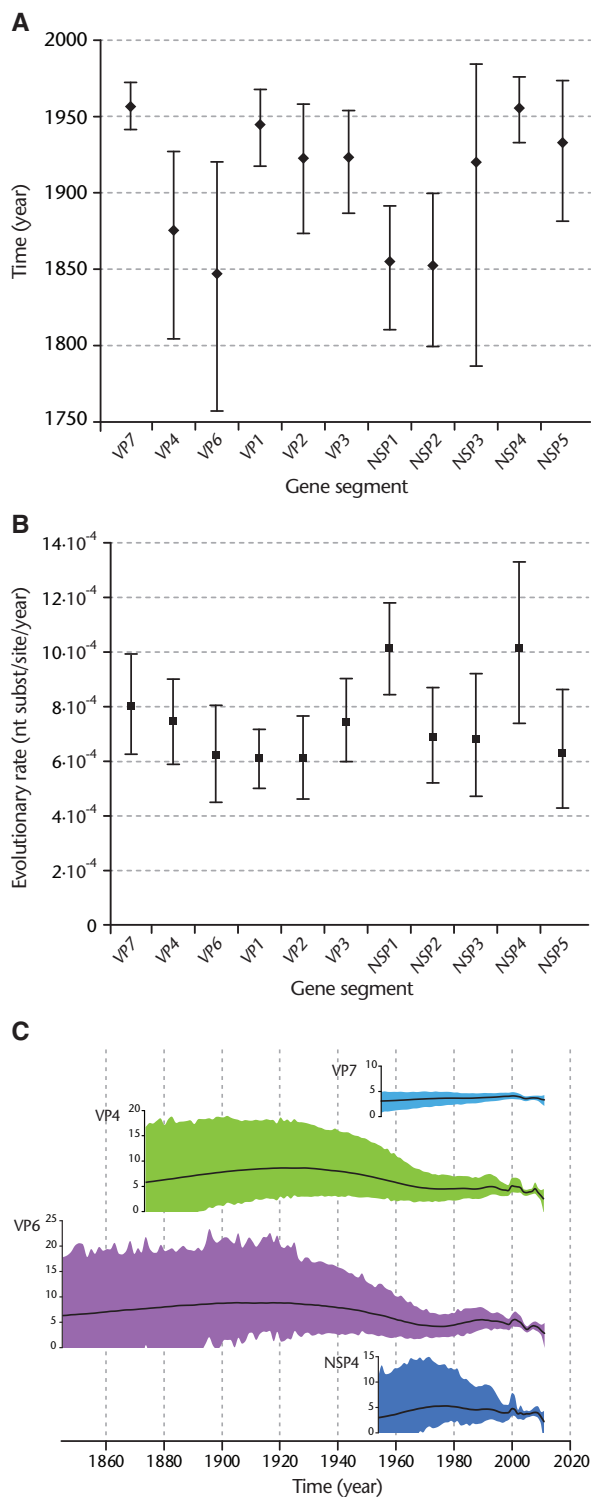 A
2000
1950
1900
1850
1800
1750
Time (year)
VP7 VP4 VP6 VP1 VP2 VP3 NSP1 NSP2 NSP3 NSP4 NSP5
Gene segment
B
14·10⁻⁴
12·10⁻⁴
10·10⁻⁴
8·10⁻⁴
6·10⁻⁴
4·10⁻⁴
2·10⁻⁴
0
Evolutionary rate (nt subst/site/year)
VP7 VP4 VP6 VP1 VP2 VP3 NSP1 NSP2 NSP3 NSP4 NSP5
Gene segment
C
VP7
10
5
0
VP4
20
15
10
5
0
VP6
25
20
15
10
5
0
NSP4
15
10
5
0
1860 1880 1900 1920 1940 1960 1980 2000 2020
Time (year)